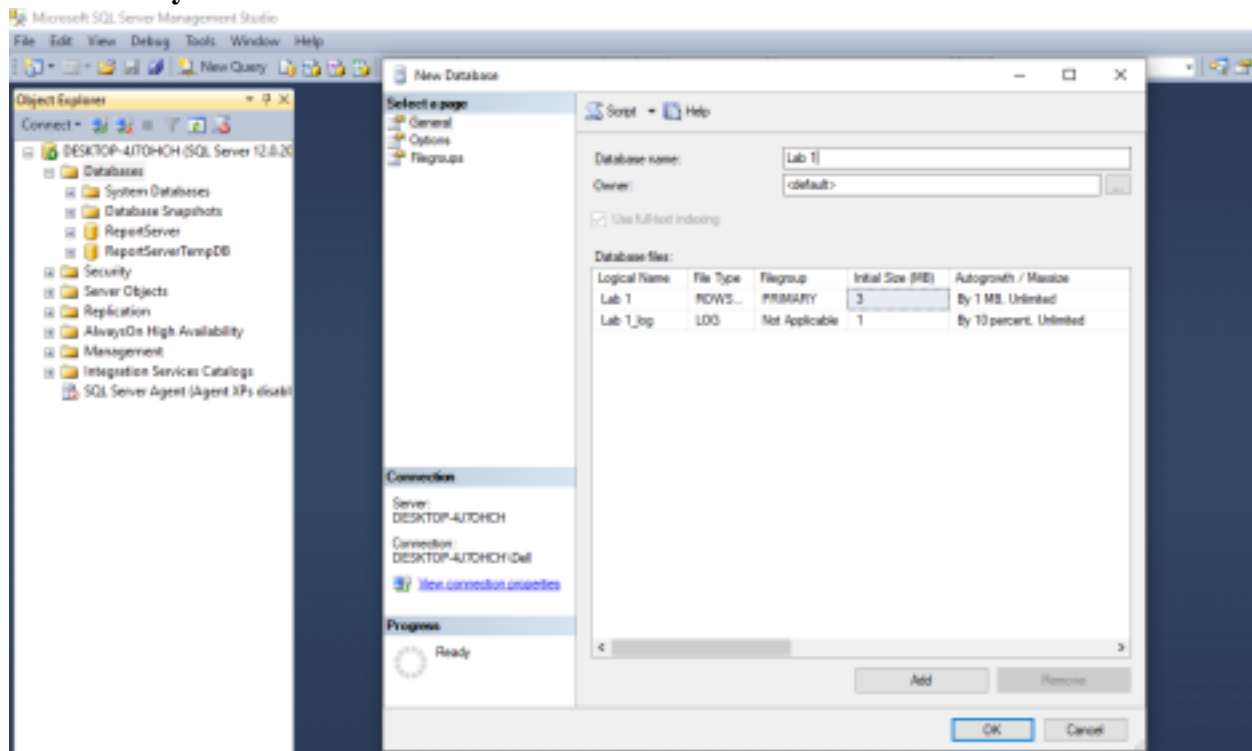 Microsoft SQL Server Management Studio
File Edit View Debug Tools Window Help
New Query
Object Explorer
Connect
DESKTOP-4JTOHCH (SQL Server 12.0.20
Databases
System Databases
Database Snapshots
ReportServer
ReportServerTempDB
Security
Server Objects
Replication
AlwaysOn High Availability
Management
Integration Services Catalogs
SQL Server Agent (Agent XPs disabl
New Database
Select a page
General
Options
Filegroups
Script Help
Database name: Lab 1
Owner: <default> ...
Use full-text indexing
Database files:
Logical Name File Type Filegroup Initial Size (MB) Autogrowth / Maxsize
Lab 1 ROWS... PRIMARY 3 By 1 MB, Unlimited
Lab 1_log LOG Not Applicable 1 By 10 percent, Unlimited
Connection
Server:
DESKTOP-4JTOHCH
Connection:
DESKTOP-4JTOHCH\Dell
View connection properties
Progress
Ready
Add Remove
OK Cancel